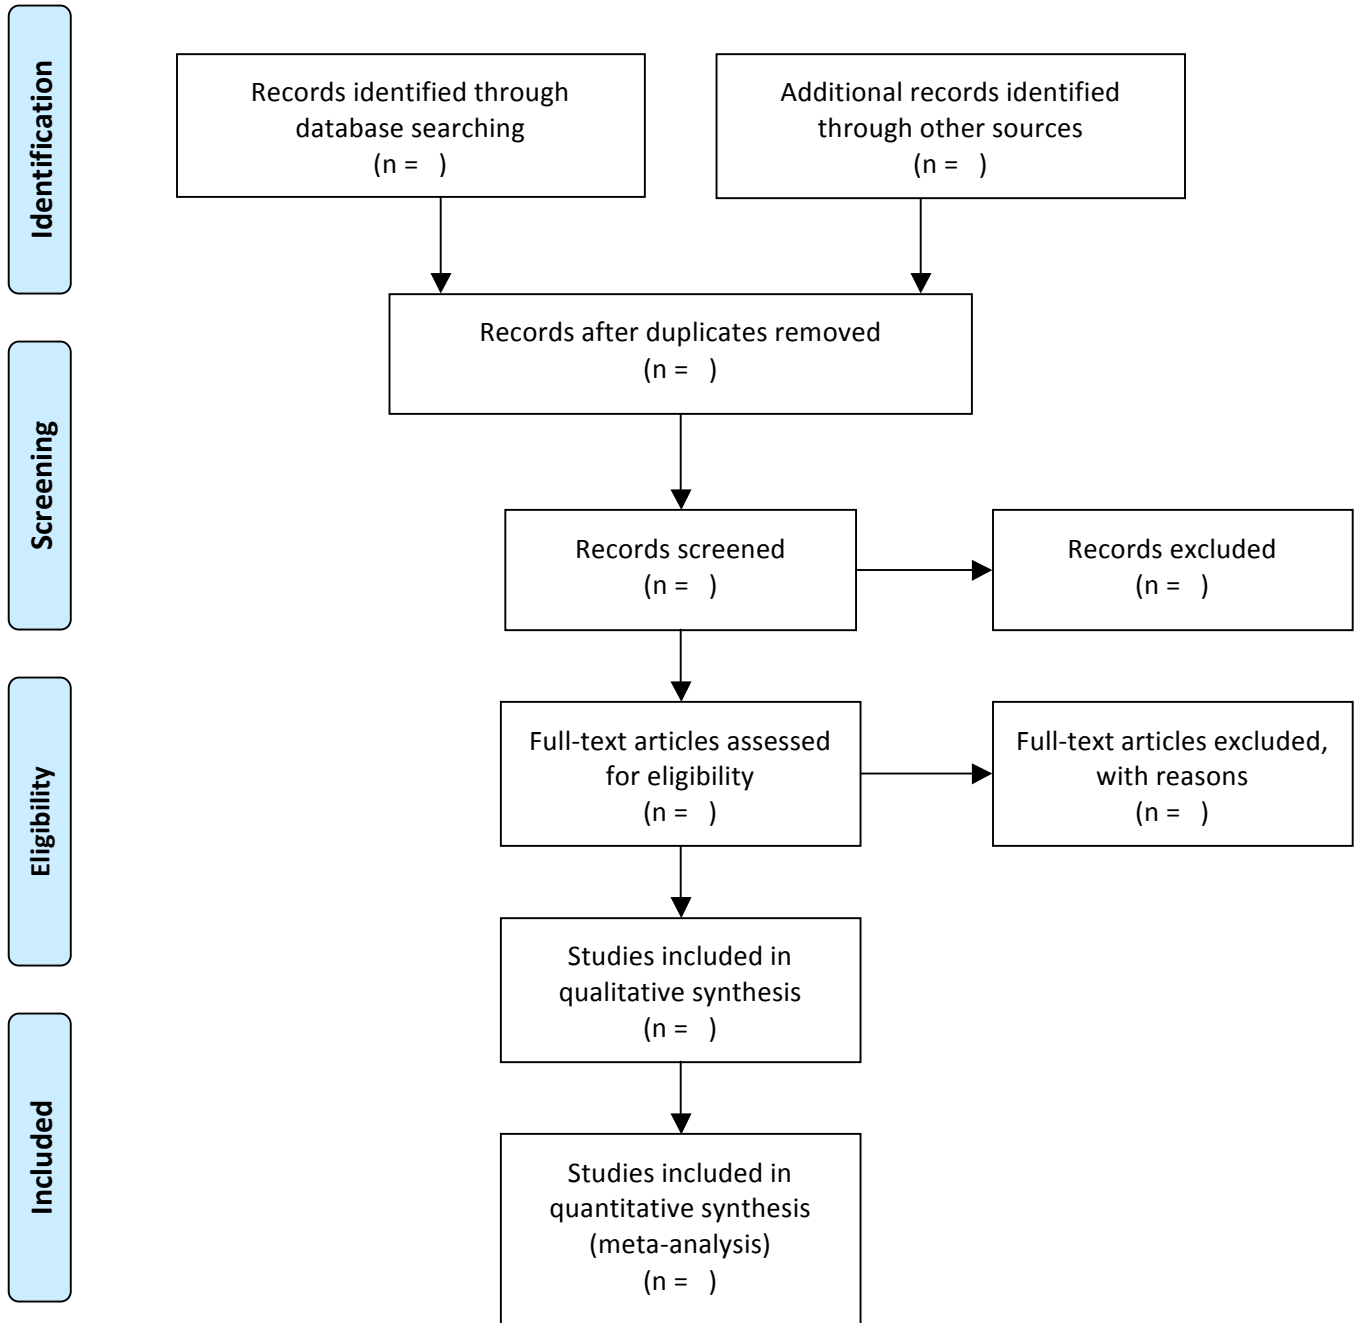 Identification
Records identified through
database searching
(n =   )
Additional records identified
through other sources
(n =   )
Records after duplicates removed
(n =   )
Screening
Records screened
(n =   )
Records excluded
(n =   )
Eligibility
Full-text articles assessed
for eligibility
(n =   )
Full-text articles excluded,
with reasons
(n =   )
Studies included in
qualitative synthesis
(n =   )
Included
Studies included in
quantitative synthesis
(meta-analysis)
(n =   )